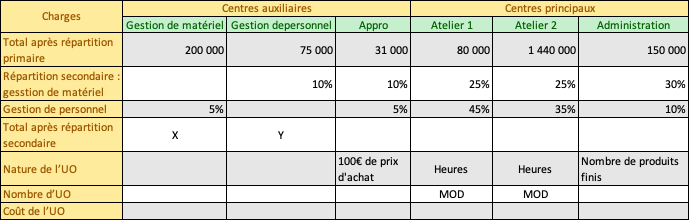 Charges Centres auxiliaires Centres principaux
Gestion de matériel Gestion depersonnel Appro Atelier 1 Atelier 2 Administration
Total après répartition
primaire 200 000 75 000 31 000 80 000 1 440 000 150 000
Répartition secondaire :
gesstion de matériel 10% 10% 25% 25% 30%
Gestion de personnel 5% 5% 45% 35% 10%
Total après répartition
secondaire X Y
Nature de l'UO 100€ de prix
d'achat Heures Heures Nombre de produits
finis
Nombre d'UO MOD MOD
Coût de l'UO